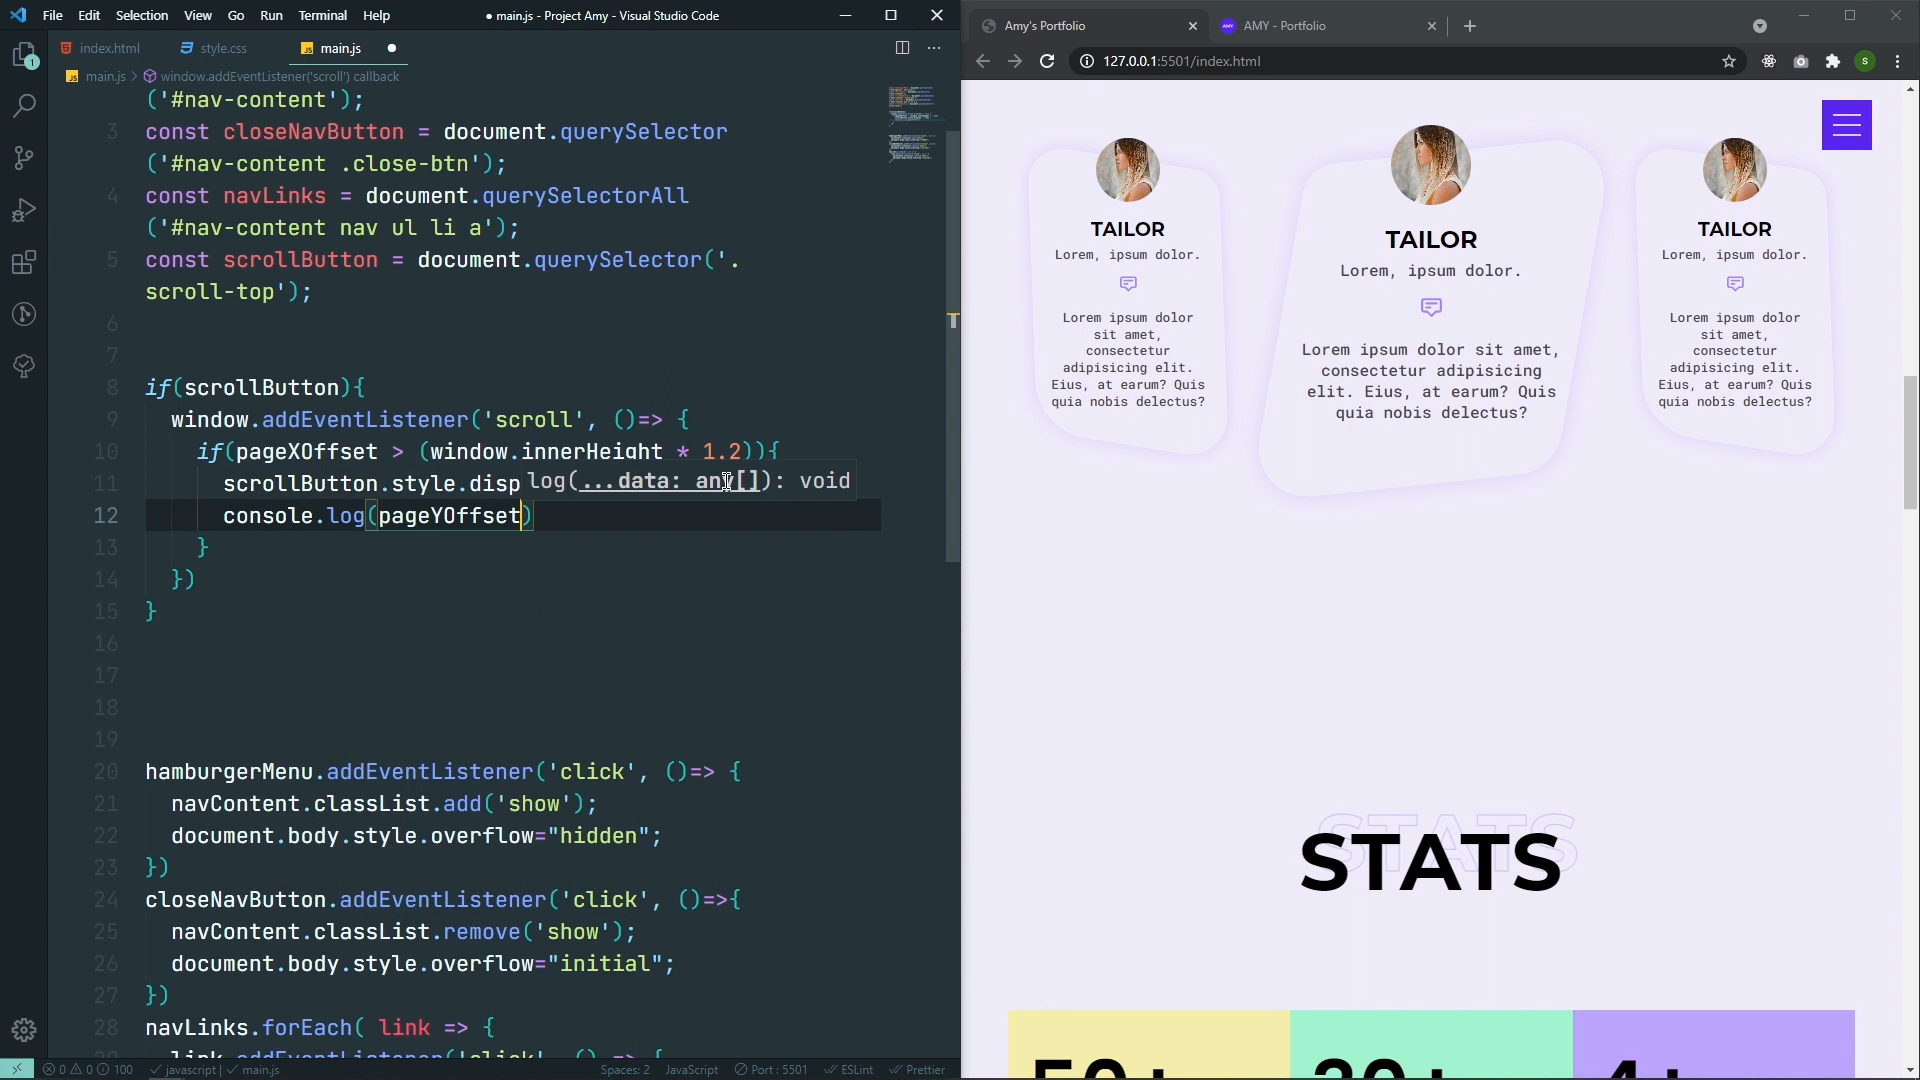 File Edit Selection View Go Run Terminal Help
● main.js - Project Amy - Visual Studio Code
index.html style.css main.js
main.js > window.addEventListener('scroll') callback
('#nav-content');
3 const closeNavButton = document.querySelector
('#nav-content .close-btn');
4 const navLinks = document.querySelectorAll
('#nav-content nav ul li a');
5 const scrollButton = document.querySelector('.
scroll-top');
6
7
8 if(scrollButton){
9 window.addEventListener('scroll', ()=> {
10 if(pageXOffset > (window.innerHeight * 1.2)){
11 scrollButton.style.disp
log(...data: any[]): void
12 console.log(pageYOffset)
13 }
14 })
15 }
16
17
18
19
20 hamburgerMenu.addEventListener('click', ()=> {
21 navContent.classList.add('show');
22 document.body.style.overflow="hidden";
23 })
24 closeNavButton.addEventListener('click', ()=>{
25 navContent.classList.remove('show');
26 document.body.style.overflow="initial";
27 })
28 navLinks.forEach( link => {
0 0 100 javascript | main.js Spaces: 2 JavaScript Port : 5501 ESLint Prettier
1
Amy's Portfolio
AMY - Portfolio
127.0.0.1:5501/index.html
S
TAILOR
Lorem, ipsum dolor.
Lorem ipsum dolor
sit amet,
consectetur
adipisicing elit.
Eius, at earum? Quis
quia nobis delectus?
TAILOR
Lorem, ipsum dolor.
Lorem ipsum dolor sit amet,
consectetur adipisicing
elit. Eius, at earum? Quis
quia nobis delectus?
TAILOR
Lorem, ipsum dolor.
Lorem ipsum dolor
sit amet,
consectetur
adipisicing elit.
Eius, at earum? Quis
quia nobis delectus?
STATS
STATS